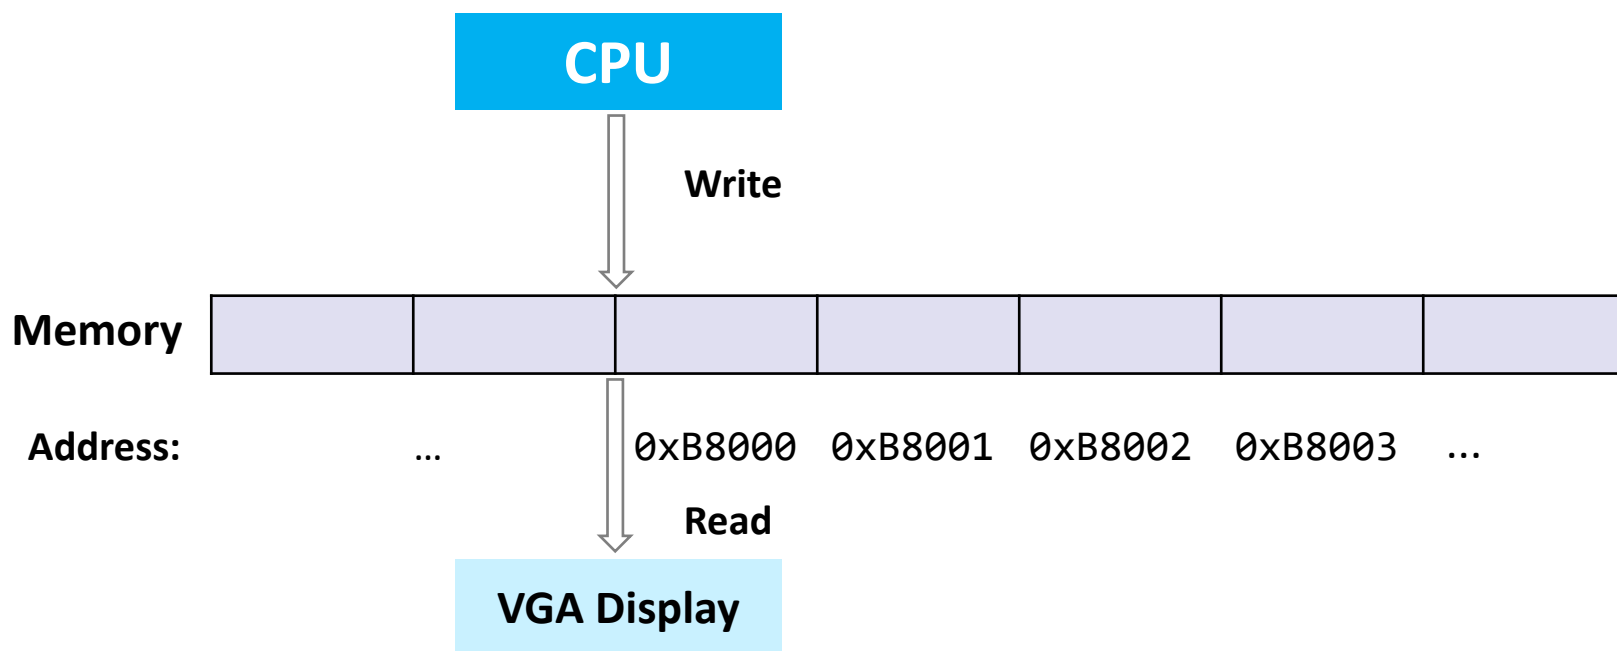 CPU
Write
Memory
Address: … 0xB8000 0xB8001 0xB8002 0xB8003 …
Read
VGA Display